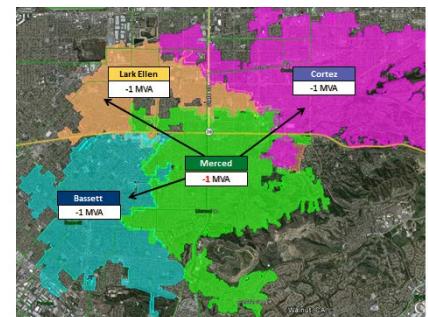 Lark Ellen
-1 MVA
Cortez
-1 MVA
Merced
-1 MVA
Bassett
-1 MVA
Walnut, CA